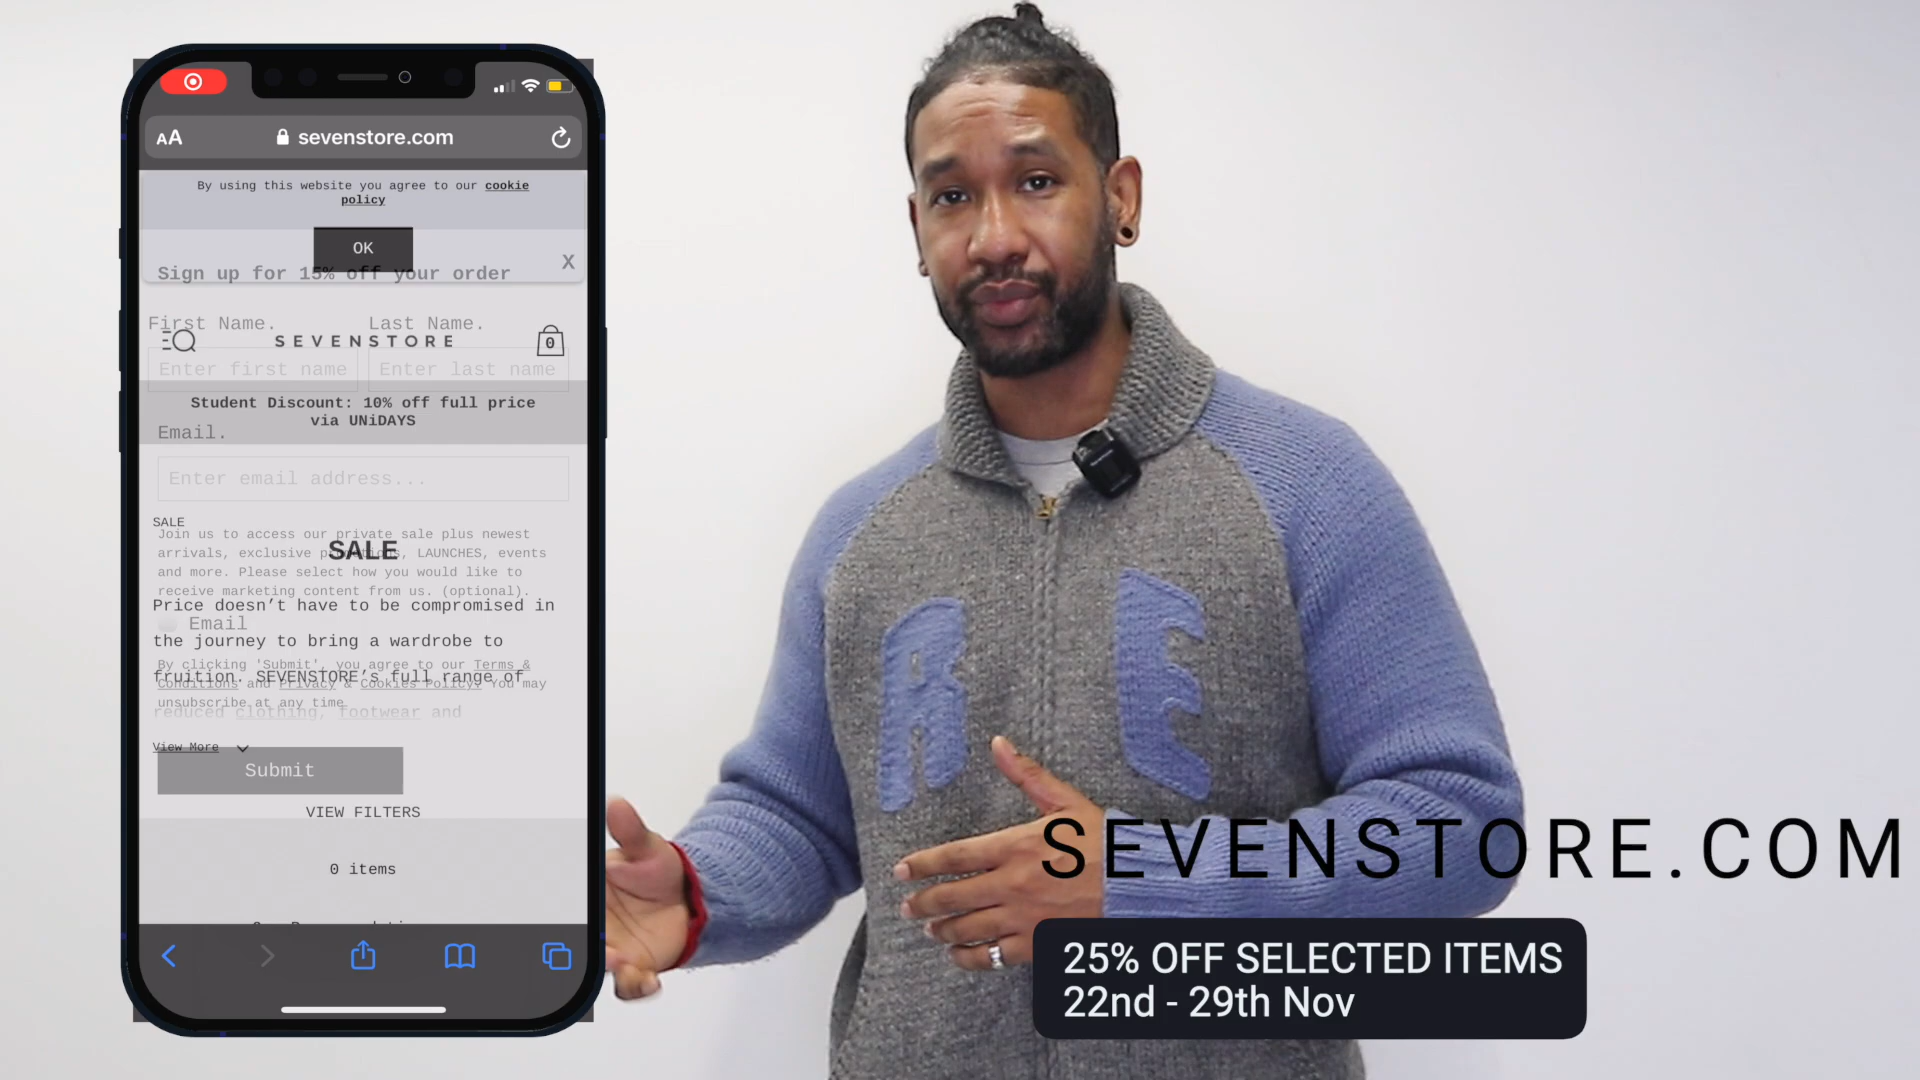 AA
sevenstore.com
By using this website you agree to our cookie
policy
OK
Sign up for 15% off your order
X
First Name.
Last Name.
SEVENSTORE
0
Enter first name
Enter last name
Student Discount: 10% off full price
via UNiDAYS
Email.
Enter email address...
SALE
Join us to access our private sale plus newest
SALE
arrivals, exclusive promotions, LAUNCHES, events
and more. Please select how you would like to
receive marketing content from us. (optional).
Price doesn’t have to be compromised in
Email
the journey to bring a wardrobe to
By clicking 'Submit', you agree to our Terms &
fruition. SEVENSTORE’s full range of
Conditions and Privacy & Cookies Policy. You may
unsubscribe at any time
reduced clothing, footwear and
View More
Submit
VIEW FILTERS
0 items
R E
SEVENSTORE.COM
25% OFF SELECTED ITEMS
22nd - 29th Nov